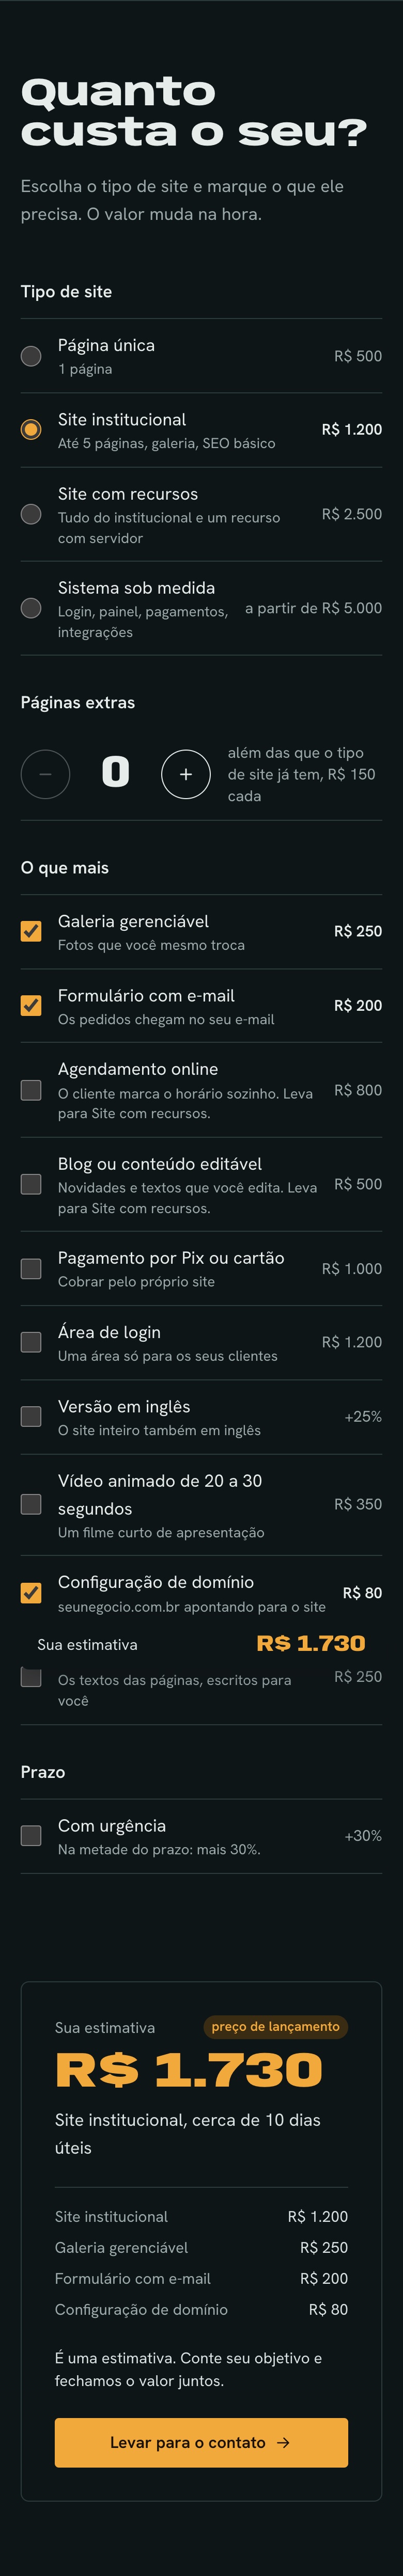 Quanto
custa o seu?
Escolha o tipo de site e marque o que ele
precisa. O valor muda na hora.
Tipo de site
Página única
1 página
R$ 500
Site institucional
Até 5 páginas, galeria, SEO básico
R$ 1.200
Site com recursos
Tudo do institucional e um recurso
com servidor
R$ 2.500
Sistema sob medida
Login, painel, pagamentos,
integrações
a partir de R$ 5.000
Páginas extras
−
0
+
além das que o tipo
de site já tem, R$ 150
cada
O que mais
Galeria gerenciável
Fotos que você mesmo troca
R$ 250
Formulário com e-mail
Os pedidos chegam no seu e-mail
R$ 200
Agendamento online
O cliente marca o horário sozinho. Leva
para Site com recursos.
R$ 800
Blog ou conteúdo editável
Novidades e textos que você edita. Leva
para Site com recursos.
R$ 500
Pagamento por Pix ou cartão
Cobrar pelo próprio site
R$ 1.000
Área de login
Uma área só para os seus clientes
R$ 1.200
Versão em inglês
O site inteiro também em inglês
+25%
Vídeo animado de 20 a 30
segundos
Um filme curto de apresentação
R$ 350
Configuração de domínio
seunegocio.com.br apontando para o site
R$ 80
Sua estimativa
R$ 1.730
Os textos das páginas, escritos para
você
R$ 250
Prazo
Com urgência
Na metade do prazo: mais 30%.
+30%
Sua estimativa
preço de lançamento
R$ 1.730
Site institucional, cerca de 10 dias
úteis
Site institucional R$ 1.200
Galeria gerenciável R$ 250
Formulário com e-mail R$ 200
Configuração de domínio R$ 80
É uma estimativa. Conte seu objetivo e
fechamos o valor juntos.
Levar para o contato →